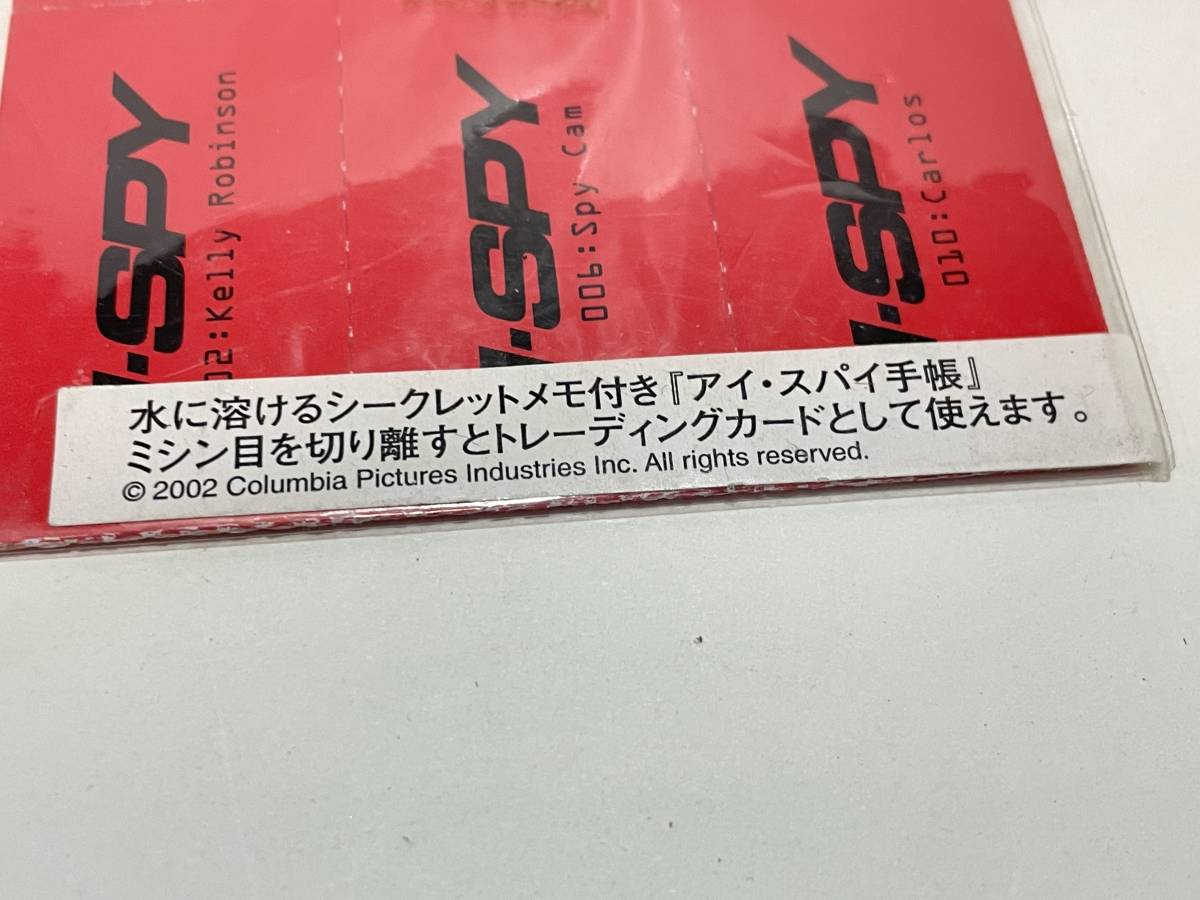 I·SPY
02:Kelly Robinson
I·SPY
006:Spy Cam
I·SPY
010:Carlos
水に溶けるシークレットメモ付き『アイ・スパイ手帳』
ミシン目を切り離すとトレーディングカードとして使えます。
© 2002 Columbia Pictures Industries Inc. All rights reserved.